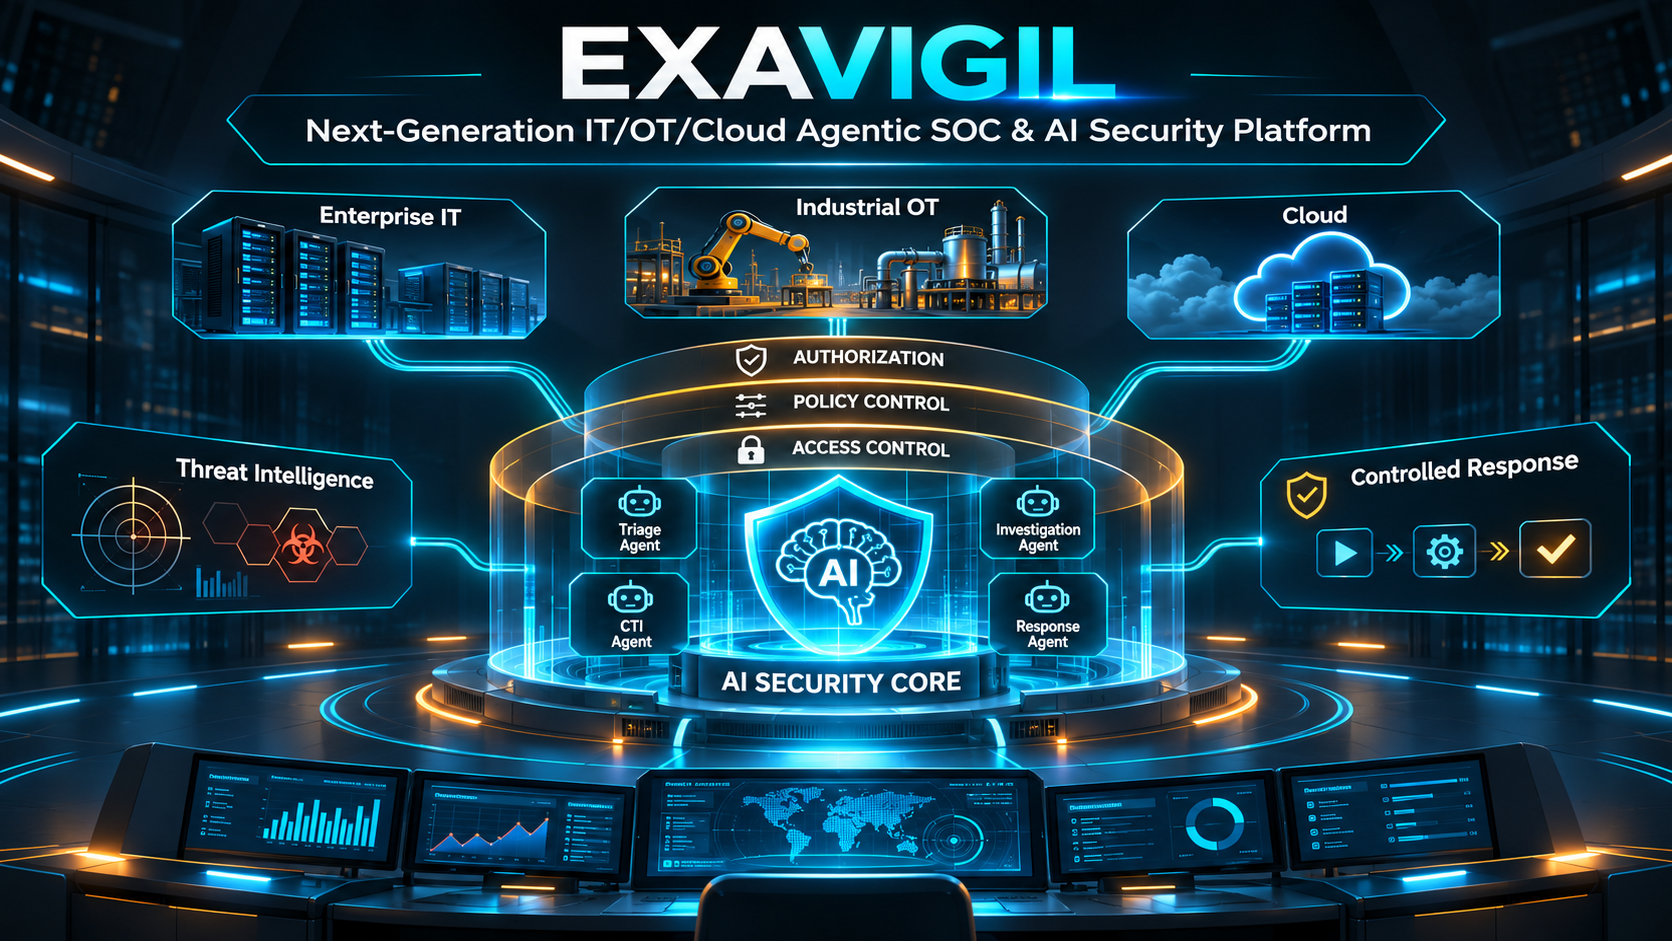 EXAVIGIL
Next-Generation IT/OT/Cloud Agentic SOC & AI Security Platform
Enterprise IT
Industrial OT
Cloud
AUTHORIZATION
POLICY CONTROL
ACCESS CONTROL
Threat Intelligence
Controlled Response
Triage
Agent
Investigation
Agent
AI
CTI
Agent
Response
Agent
AI SECURITY CORE